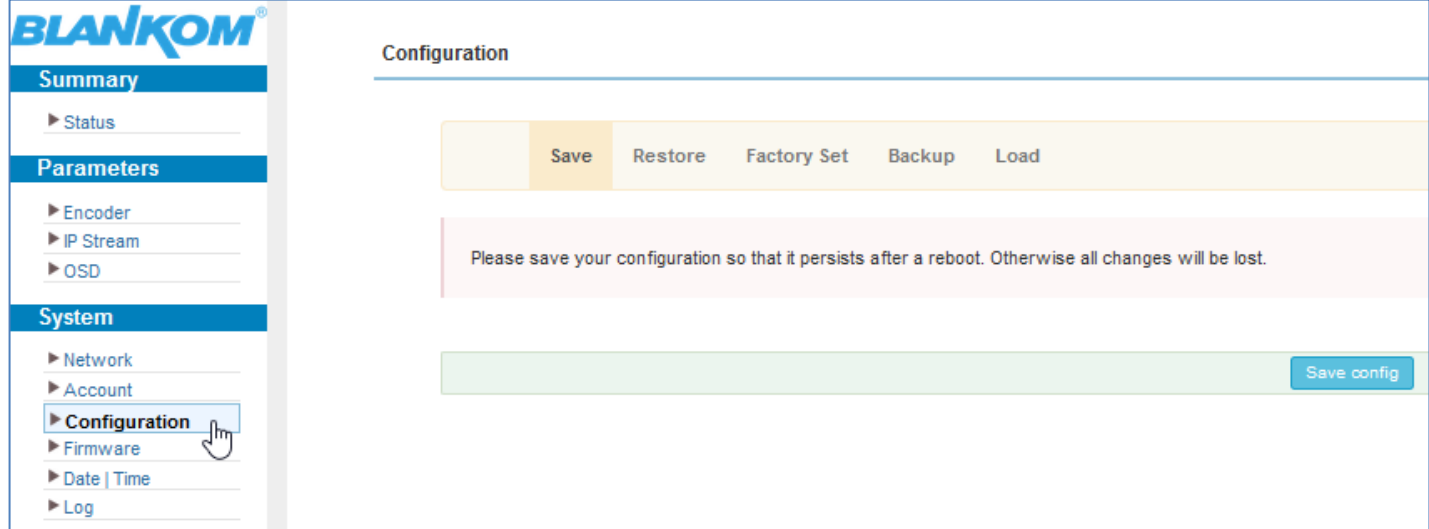 BLANKOM®
Summary
Status
Parameters
Encoder
IP Stream
OSD
System
Network
Account
Configuration
Firmware
Date | Time
Log
Configuration
Save Restore Factory Set Backup Load
Please save your configuration so that it persists after a reboot. Otherwise all changes will be lost.
Save config